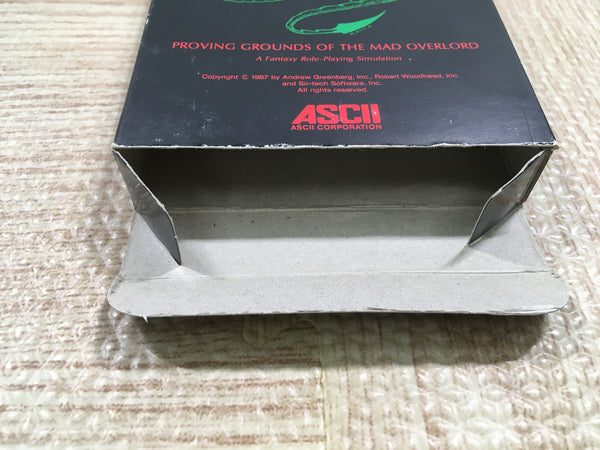 PROVING GROUNDS OF THE MAD OVERLORD
A Fantasy Role-Playing Simulation
Copyright © 1987 by Andrew Greenberg, Inc., Robert Woodhead, Inc.
and Sir-tech Software, Inc.
All rights reserved.
ASCII
ASCII CORPORATION